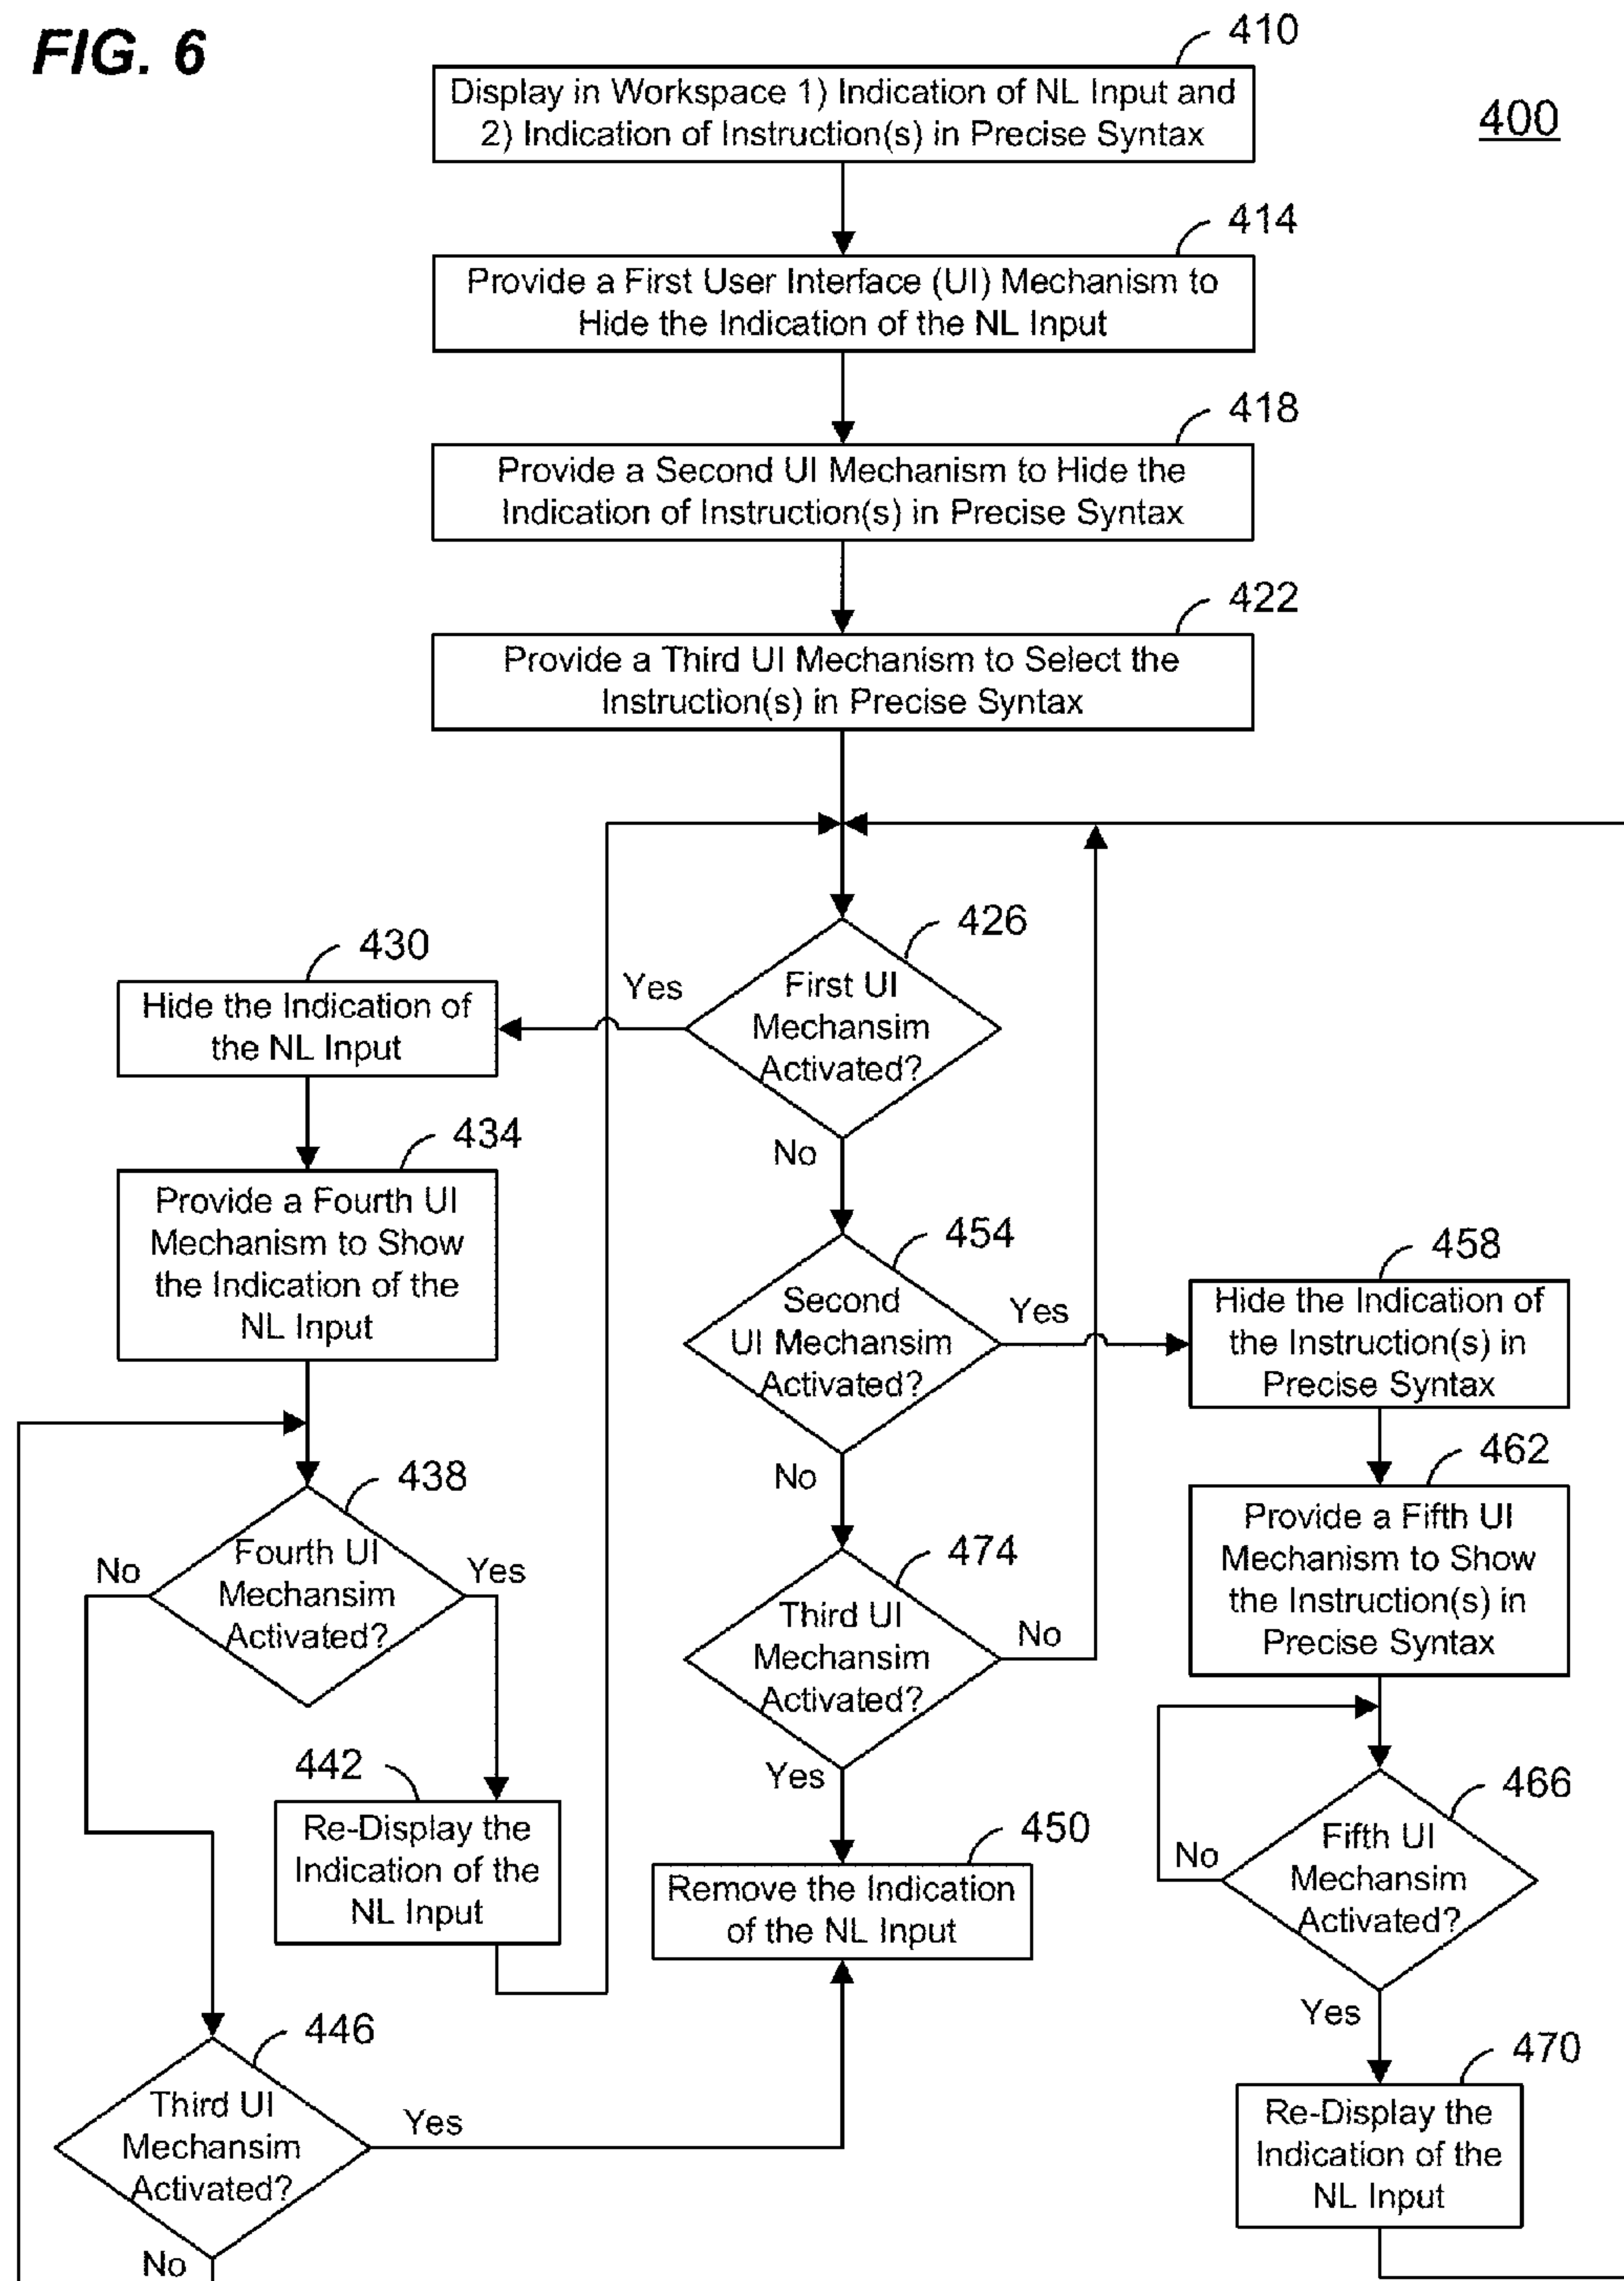 FIG. 6
400
410
Display in Workspace 1) Indication of NL Input and
2) Indication of Instruction(s) in Precise Syntax
414
Provide a First User Interface (UI) Mechanism to
Hide the Indication of the NL Input
418
Provide a Second UI Mechanism to Hide the
Indication of Instruction(s) in Precise Syntax
422
Provide a Third UI Mechanism to Select the
Instruction(s) in Precise Syntax
426
First UI
Mechansim
Activated?
Yes
No
430
Hide the Indication of
the NL Input
434
Provide a Fourth UI
Mechanism to Show
the Indication of the
NL Input
438
Fourth UI
Mechansim
Activated?
No
Yes
442
Re-Display the
Indication of the
NL Input
446
Third UI
Mechansim
Activated?
Yes
No
454
Second
UI Mechansim
Activated?
Yes
No
474
Third UI
Mechansim
Activated?
No
Yes
450
Remove the Indication
of the NL Input
458
Hide the Indication of
the Instruction(s) in
Precise Syntax
462
Provide a Fifth UI
Mechanism to Show
the Instruction(s) in
Precise Syntax
466
Fifth UI
Mechansim
Activated?
No
Yes
470
Re-Display the
Indication of the
NL Input